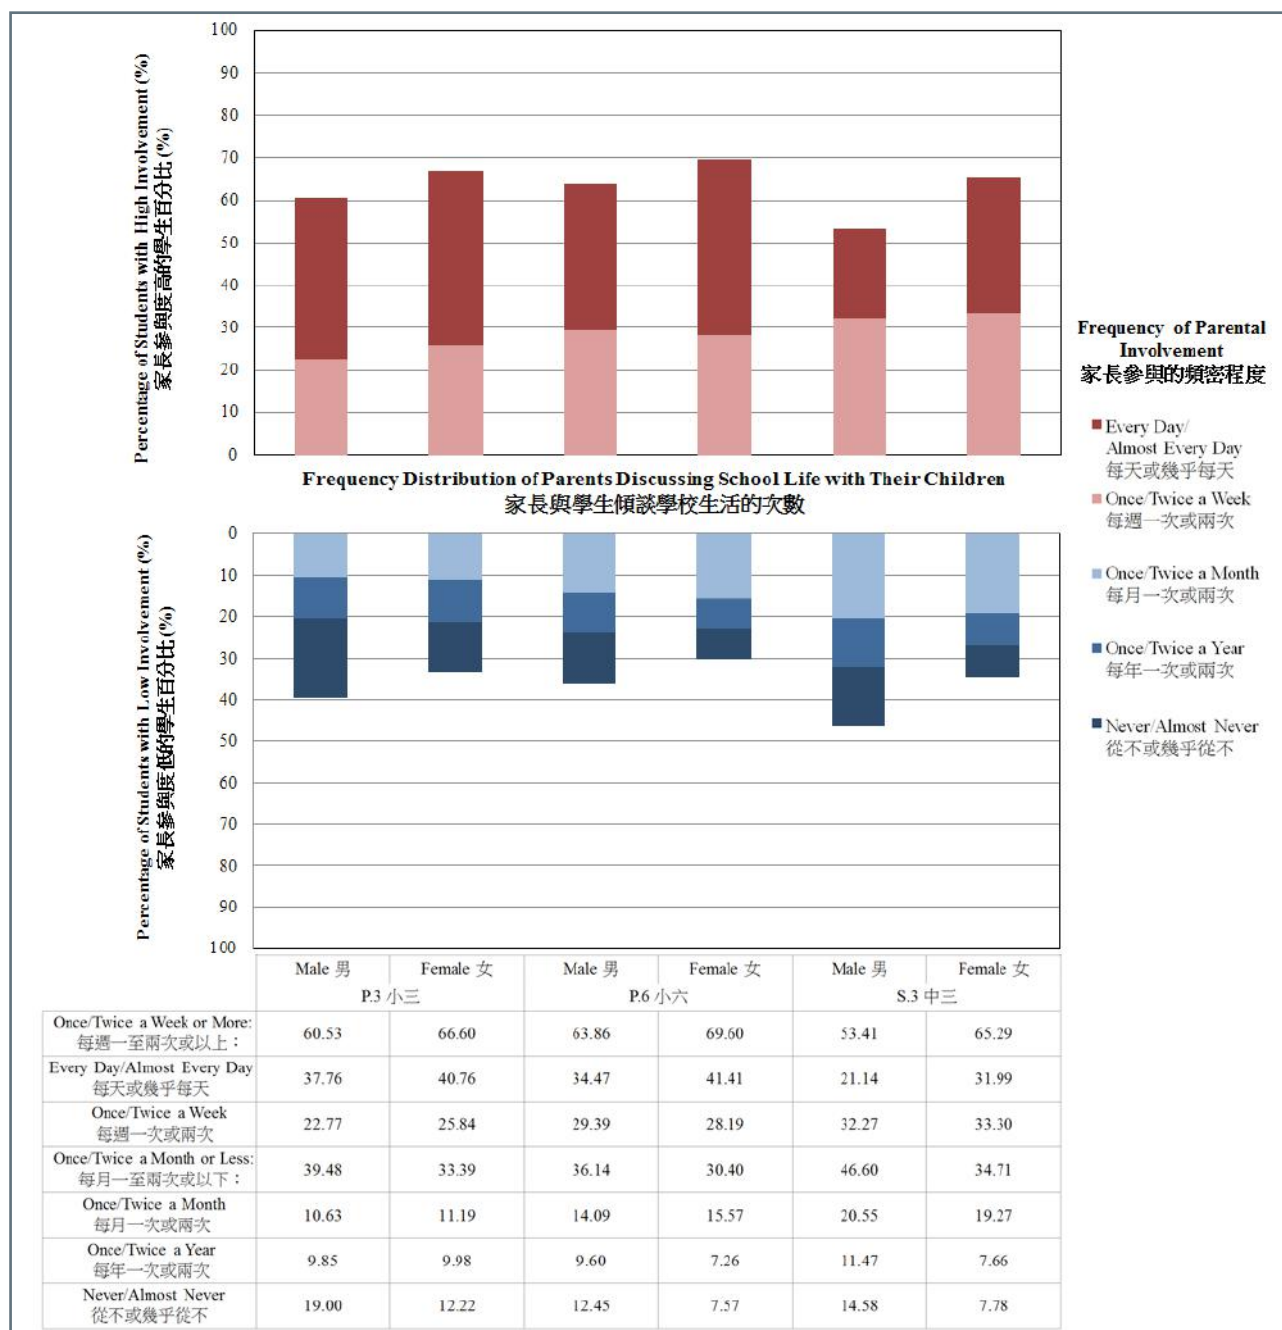 Percentage of Students with High Involvement (%)
家長參與度高的學生百分比 (%)
100
90
80
70
60
50
40
30
20
10
0
Frequency Distribution of Parents Discussing School Life with Their Children
家長與學生傾談學校生活的次數
Percentage of Students with Low Involvement (%)
家長參與度低的學生百分比 (%)
0
10
20
30
40
50
60
70
80
90
100
Frequency of Parental
Involvement
家長參與的頻密程度
Every Day/
Almost Every Day
每天或幾乎每天
Once/Twice a Week
每週一次或兩次
Once/Twice a Month
每月一次或兩次
Once/Twice a Year
每年一次或兩次
Never/Almost Never
從不或幾乎從不
Male 男 Female 女 Male 男 Female 女 Male 男 Female 女
P.3 小三 P.6 小六 S.3 中三
Once/Twice a Week or More:
每週一至兩次或以上： 60.53 66.60 63.86 69.60 53.41 65.29
Every Day/Almost Every Day
每天或幾乎每天 37.76 40.76 34.47 41.41 21.14 31.99
Once/Twice a Week
每週一次或兩次 22.77 25.84 29.39 28.19 32.27 33.30
Once/Twice a Month or Less:
每月一至兩次或以下： 39.48 33.39 36.14 30.40 46.60 34.71
Once/Twice a Month
每月一次或兩次 10.63 11.19 14.09 15.57 20.55 19.27
Once/Twice a Year
每年一次或兩次 9.85 9.98 9.60 7.26 11.47 7.66
Never/Almost Never
從不或幾乎從不 19.00 12.22 12.45 7.57 14.58 7.78